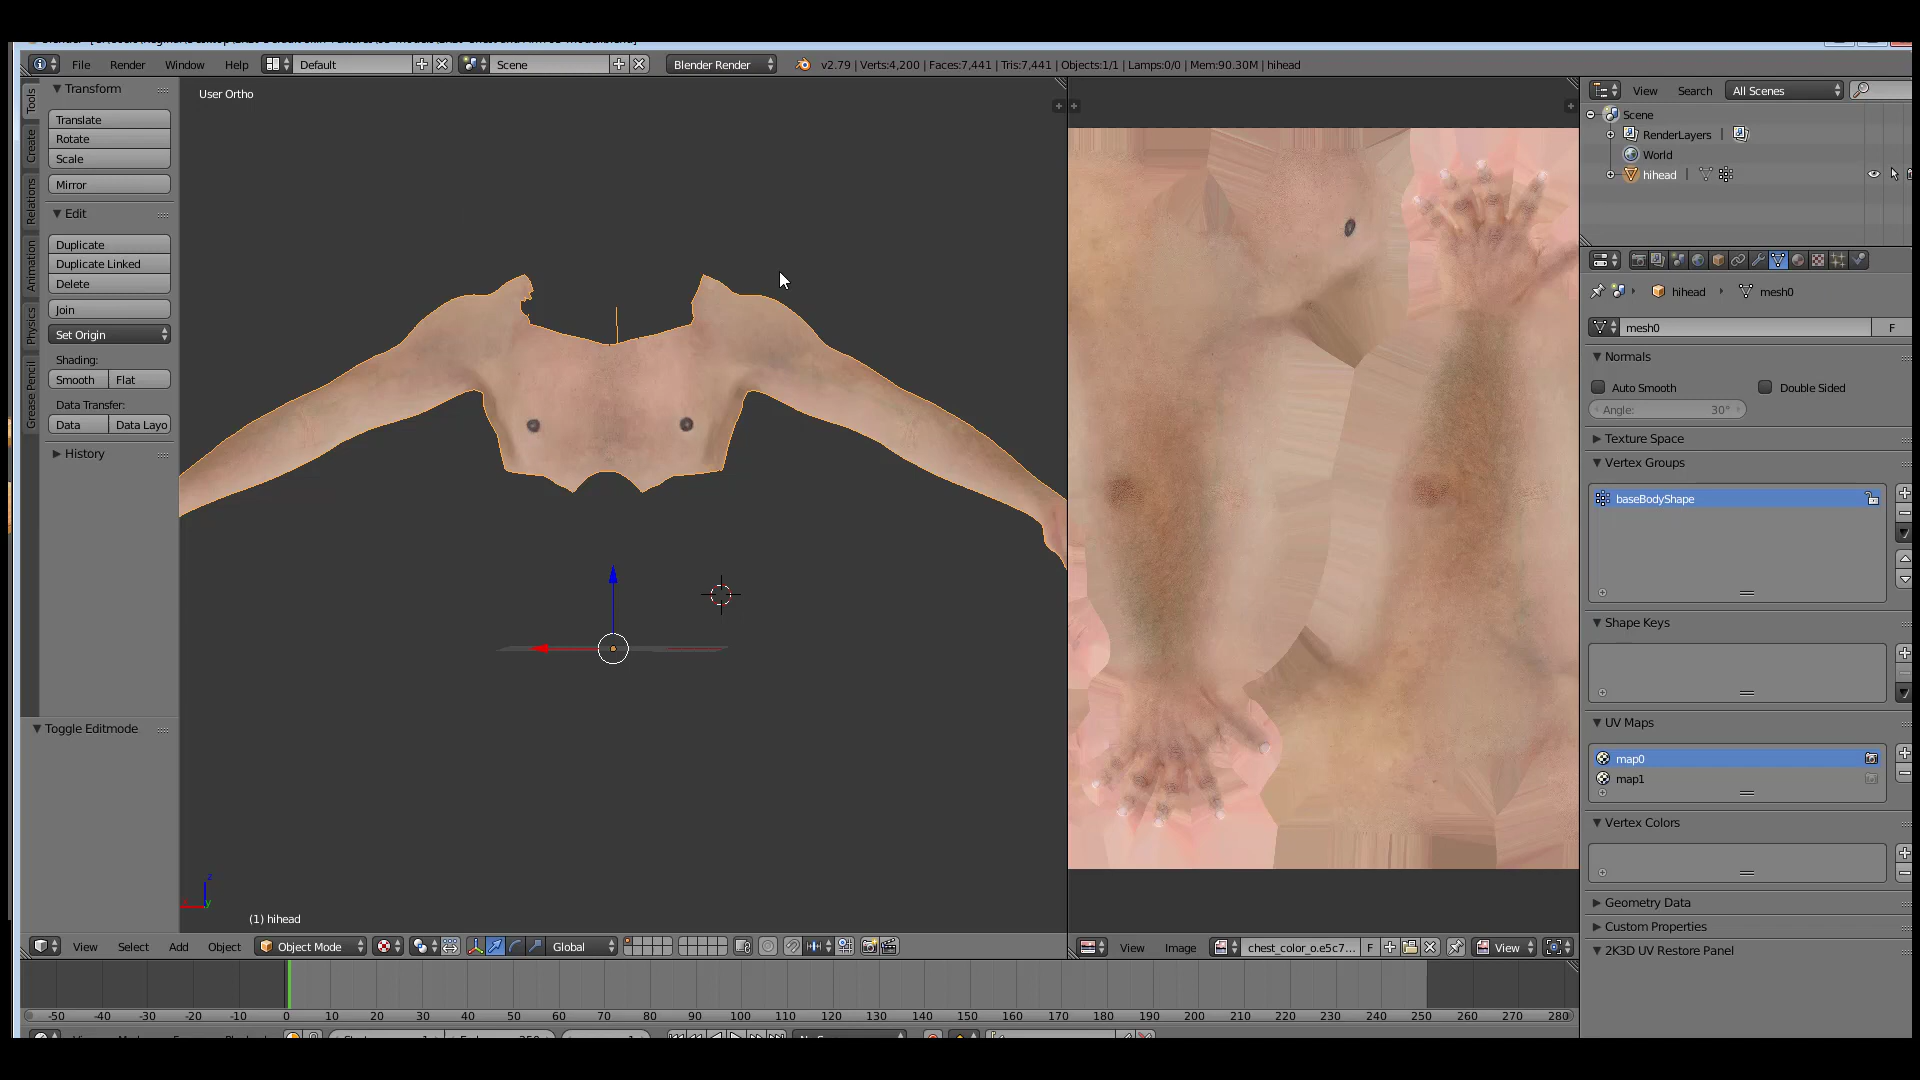 File Render Window Help Default Scene Blender Render v2.79 | Verts:4,200 | Faces:7,441 | Tris:7,441 | Objects:1/1 | Lamps:0/0 | Mem:90.30M | hihead
Tools
Create
Relations
Animation
Physics
Grease Pencil
Transform
Translate
Rotate
Scale
Mirror
Edit
Duplicate
Duplicate Linked
Delete
Join
Set Origin
Shading:
Smooth Flat
Data Transfer:
Data Data Layo
History
Toggle Editmode
User Ortho
(1) hihead
View Select Add Object Object Mode Global
View Image chest_color_o.e5c7... F View
View Search All Scenes
Scene
RenderLayers |
World
hihead |
hihead mesh0
mesh0 F
Normals
Auto Smooth Double Sided
Angle: 30°
Texture Space
Vertex Groups
baseBodyShape
Shape Keys
UV Maps
map0
map1
Vertex Colors
Geometry Data
Custom Properties
2K3D UV Restore Panel
-50 -40 -30 -20 -10 0 10 20 30 40 50 60 70 80 90 100 110 120 130 140 150 160 170 180 190 200 210 220 230 240 250 260 270 280